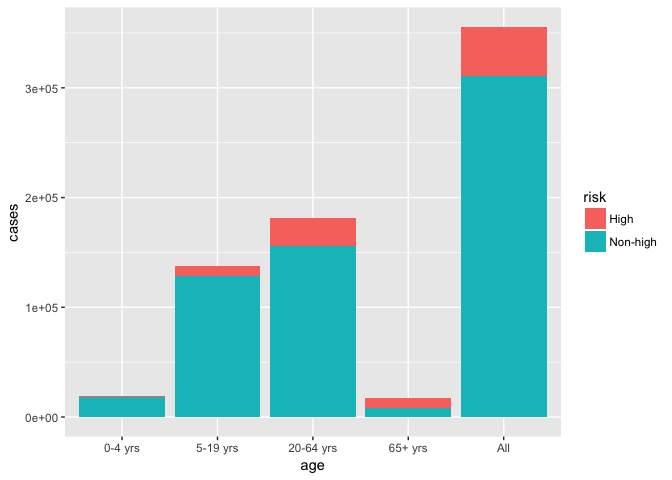 cases
3e+05
2e+05
1e+05
0e+00
0-4 yrs
5-19 yrs
20-64 yrs
65+ yrs
All
age
risk
High
Non-high